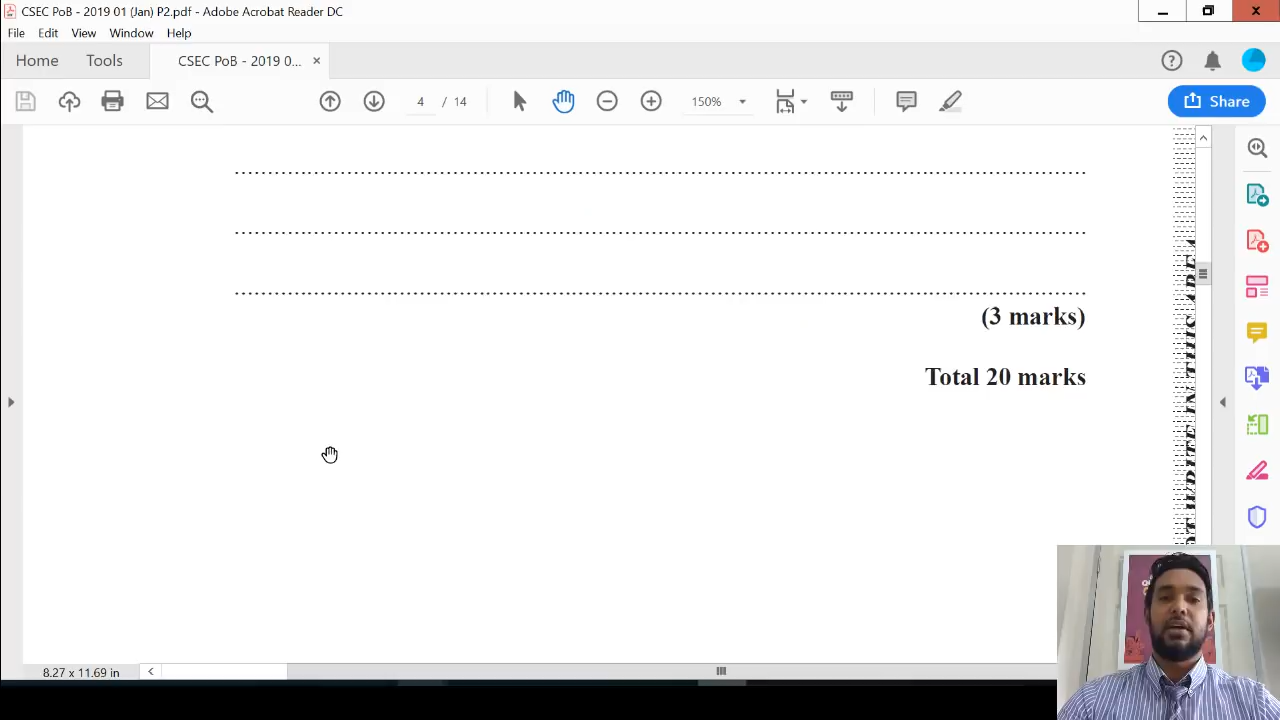 CSEC PoB - 2019 01 (Jan) P2.pdf - Adobe Acrobat Reader DC
File Edit View Window Help
Home Tools CSEC PoB - 2019 0... ×
4 / 14 150% Share
(3 marks)
Total 20 marks
8.27 x 11.69 in